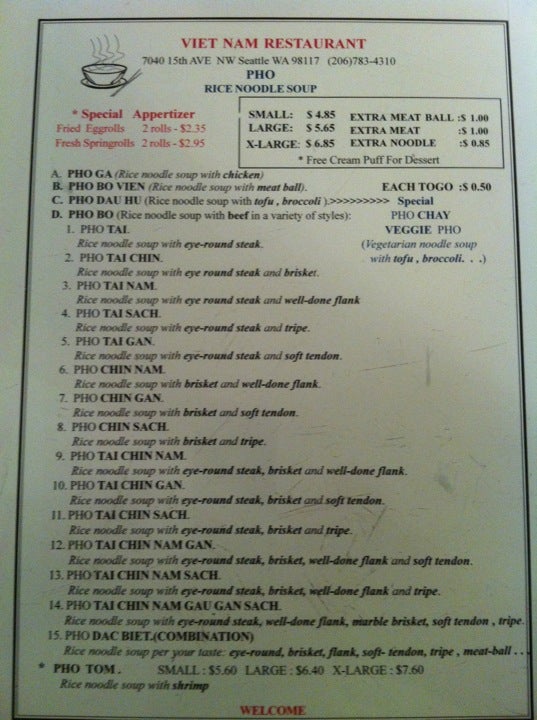 VIET NAM RESTAURANT
7040 15th AVE NW Seattle WA 98117 (206)783-4310
PHO
RICE NOODLE SOUP
* Special Appertizer
Fried Eggrolls 2 rolls - $2.35
Fresh Springrolls 2 rolls - $2.95
SMALL: $ 4.85 EXTRA MEAT BALL :$ 1.00
LARGE: $ 5.65 EXTRA MEAT :$ 1.00
X-LARGE: $ 6.85 EXTRA NOODLE :$ 0.85
* Free Cream Puff For Dessert
A. PHO GA (Rice noodle soup with chicken)
B. PHO BO VIEN (Rice noodle soup with meat ball). EACH TOGO :$ 0.50
C. PHO DAU HU (Rice noodle soup with tofu , broccoli ).>>>>>>>>> Special
D. PHO BO (Rice noodle soup with beef in a variety of styles): PHO CHAY
VEGGIE PHO
(Vegetarian noodle soup
with tofu , broccoli. . .)
1. PHO TAI.
Rice noodle soup with eye-round steak.
2. PHO TAI CHIN.
Rice noodle soup with eye round steak and brisket.
3. PHO TAI NAM.
Rice noodle soup with eye round steak and well-done flank
4. PHO TAI SACH.
Rice noodle soup with eye-round steak and tripe.
5. PHO TAI GAN.
Rice noodle soup with eye-round steak and soft tendon.
6. PHO CHIN NAM.
Rice noodle soup with brisket and well-done flank.
7. PHO CHIN GAN.
Rice noodle soup with brisket and soft tendon.
8. PHO CHIN SACH.
Rice noodle soup with brisket and tripe.
9. PHO TAI CHIN NAM.
Rice noodle soup with eye-round steak, brisket and well-done flank.
10. PHO TAI CHIN GAN.
Rice noodle soup with eye-round steak, brisket and soft tendon.
11. PHO TAI CHIN SACH.
Rice noodle soup with eye-round steak, brisket and tripe.
12. PHO TAI CHIN NAM GAN.
Rice noodle soup with eye-round steak, brisket, well-done flank and soft tendon.
13. PHO TAI CHIN NAM SACH.
Rice noodle soup with eye-round steak, brisket, well-done flank and tripe.
14. PHO TAI CHIN NAM GAU GAN SACH.
Rice noodle soup with eye-round steak, well-done flank, marble brisket, soft tendon , tripe.
15. PHO DAC BIET.(COMBINATION)
Rice noodle soup per your taste: eye-round, brisket, flank, soft- tendon, tripe , meat-ball . . .
* PHO TOM . SMALL : $5.60 LARGE : $6.40 X-LARGE : $7.60
Rice noodle soup with shrimp
WELCOME